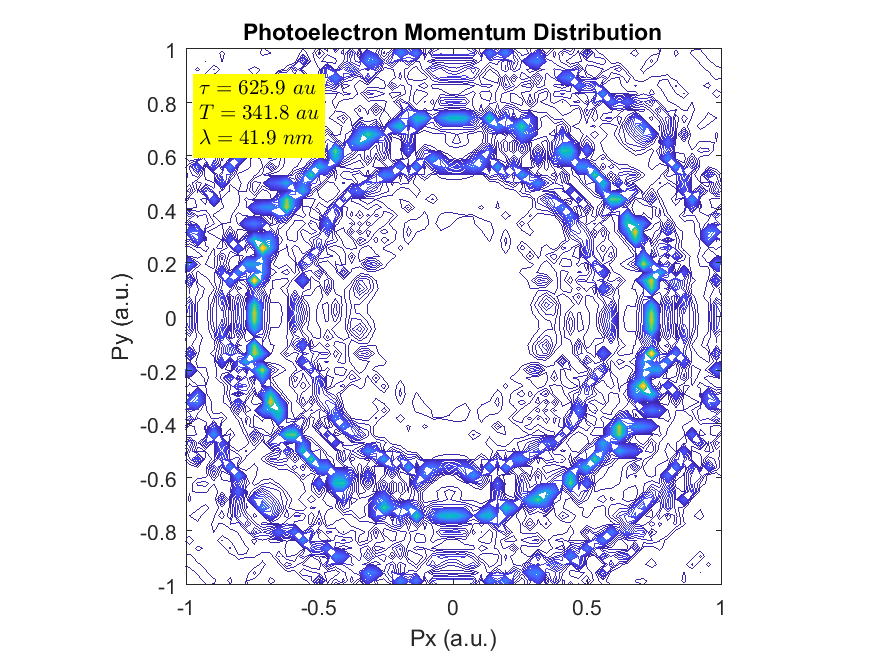 Photoelectron Momentum Distribution
τ = 625.9 au
T = 341.8 au
λ = 41.9 nm
1
0.8
0.6
0.4
0.2
0
-0.2
-0.4
-0.6
-0.8
-1
Py (a.u.)
-1 -0.5 0 0.5 1
Px (a.u.)